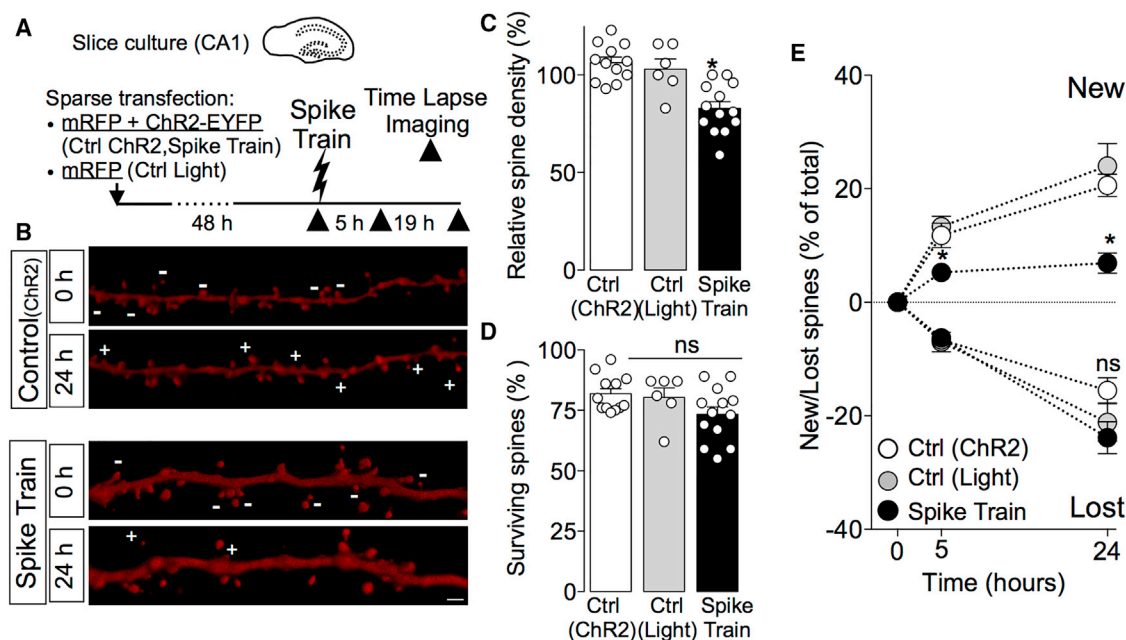 A
Slice culture (CA1)
Sparse transfection:
• mRFP + ChR2-EYFP
(Ctrl ChR2,Spike Train)
• mRFP (Ctrl Light)
Spike
Train
Time Lapse
Imaging
48 h
5 h
19 h
B
Control(ChR2)
0 h
- - - - - -
24 h
+ + + + + +
Spike Train
0 h
- - - - - -
24 h
+ +
C
Relative spine density (%)
100
50
0
*
Ctrl
(ChR2)
Ctrl
(Light)
Spike
Train
D
Surviving spines (% )
100
75
50
25
0
ns
Ctrl
(ChR2)
Ctrl
(Light)
Spike
Train
E
New/Lost spines (% of total)
40
20
0
-20
-40
New
*
*
ns
Ctrl (ChR2)
Ctrl (Light)
Spike Train
Lost
0
5
24
Time (hours)